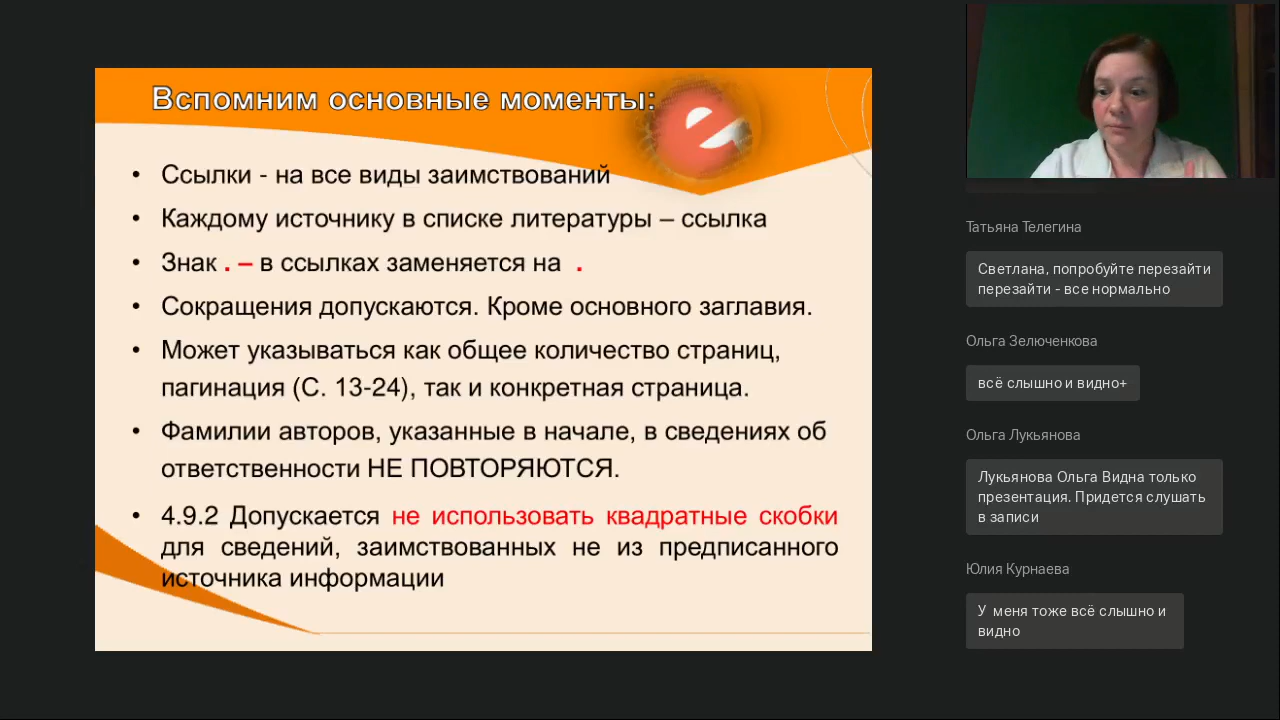 Вспомним основные моменты:
• Ссылки - на все виды заимствований
• Каждому источнику в списке литературы – ссылка
• Знак . – в ссылках заменяется на .
• Сокращения допускаются. Кроме основного заглавия.
• Может указываться как общее количество страниц,
пагинация (С. 13-24), так и конкретная страница.
• Фамилии авторов, указанные в начале, в сведениях об
ответственности НЕ ПОВТОРЯЮТСЯ.
• 4.9.2 Допускается не использовать квадратные скобки
для сведений, заимствованных не из предписанного
источника информации
Татьяна Телегина
Светлана, попробуйте перезайти
перезайти - все нормально
Ольга Зелюченкова
всё слышно и видно+
Ольга Лукьянова
Лукьянова Ольга Видна только
презентация. Придется слушать
в записи
Юлия Курнаева
У меня тоже всё слышно и
видно